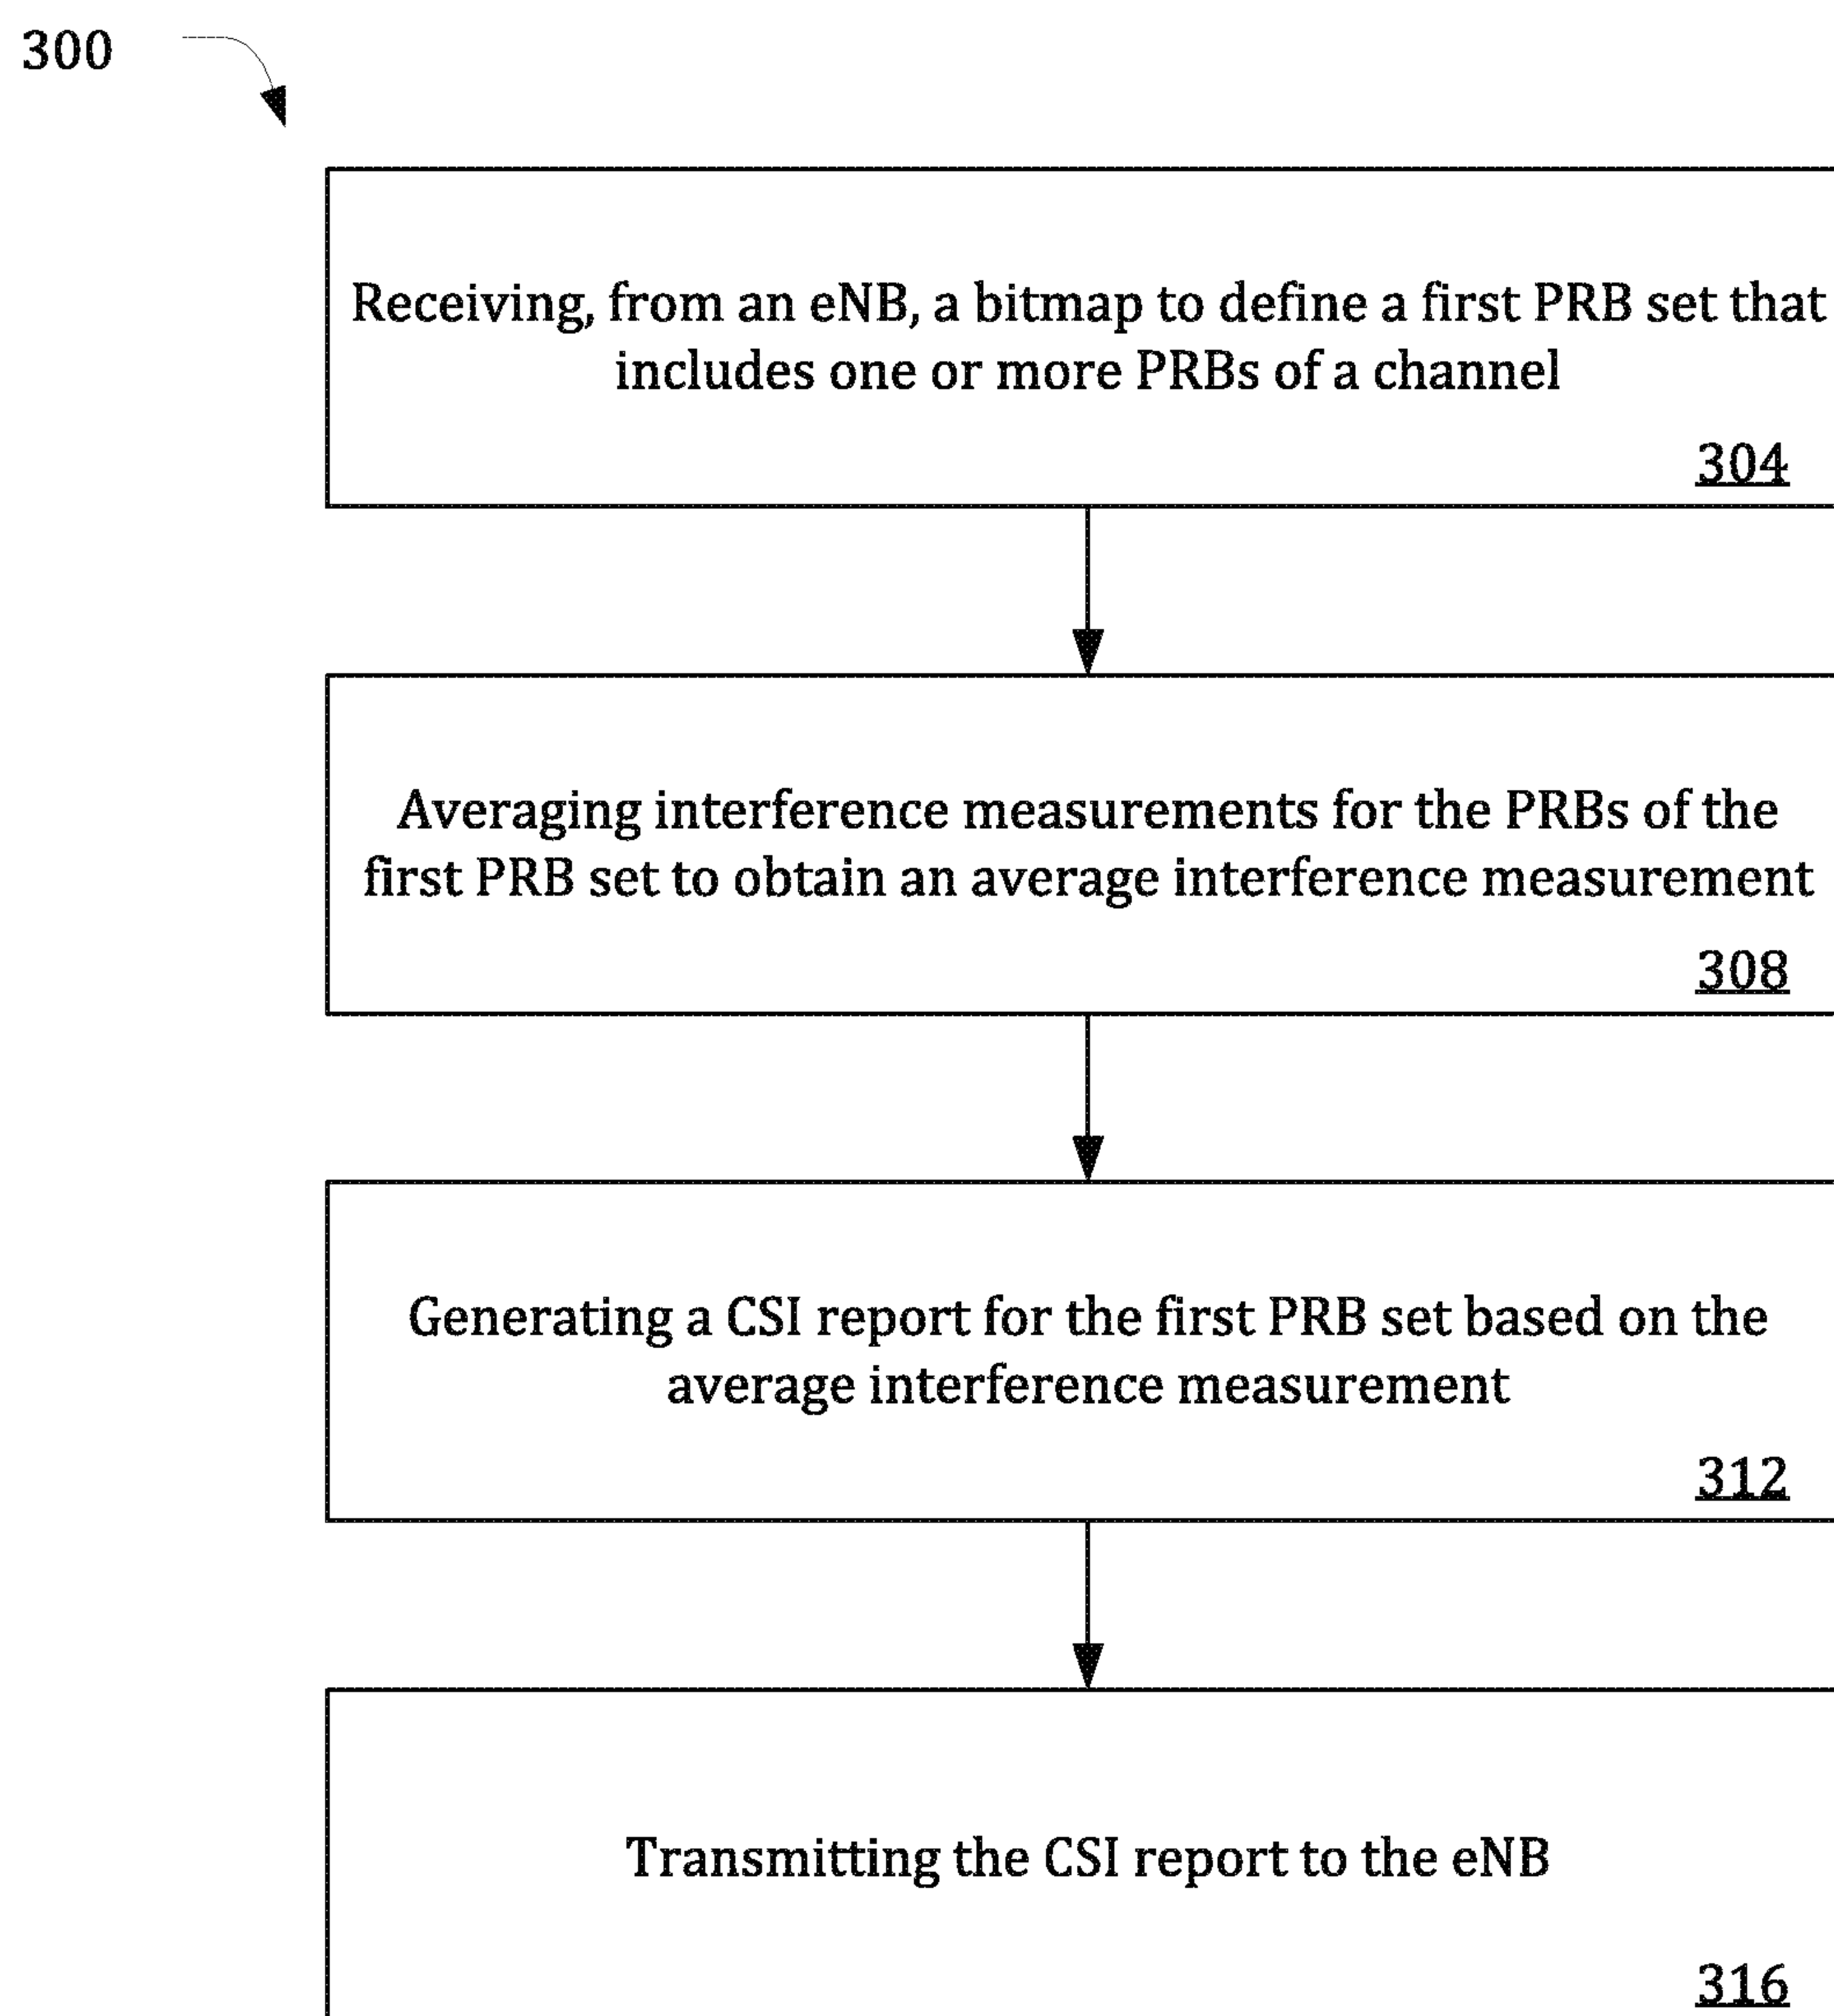 300
Receiving, from an eNB, a bitmap to define a first PRB set that
includes one or more PRBs of a channel
304
Averaging interference measurements for the PRBs of the
first PRB set to obtain an average interference measurement
308
Generating a CSI report for the first PRB set based on the
average interference measurement
312
Transmitting the CSI report to the eNB
316